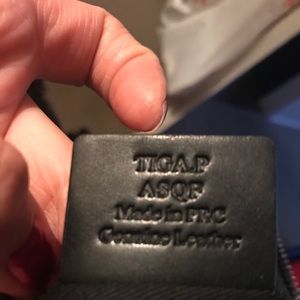 TIGA.P
ASQF
Made in PRC
Genuine Leather